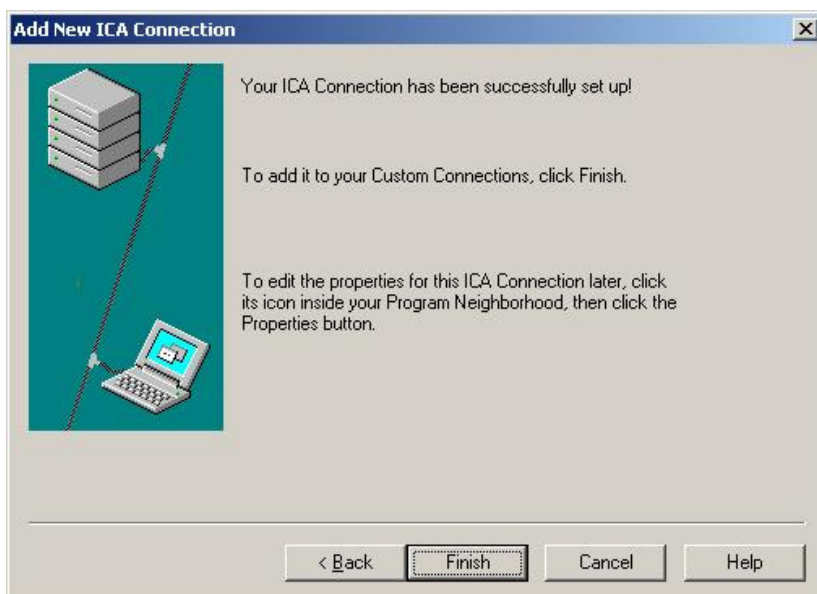 Add New ICA Connection
Your ICA Connection has been successfully set up!
To add it to your Custom Connections, click Finish.
To edit the properties for this ICA Connection later, click
its icon inside your Program Neighborhood, then click the
Properties button.
< Back
Finish
Cancel
Help